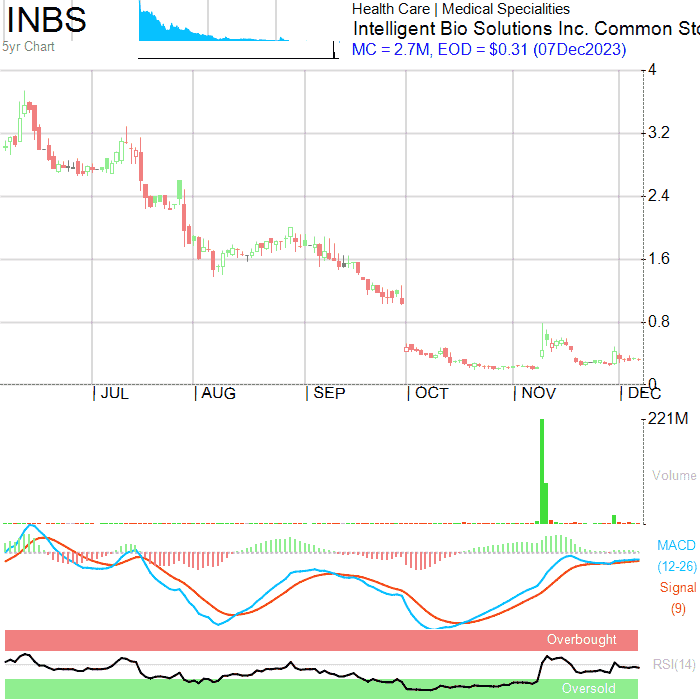 INBS
5yr Chart
Health Care | Medical Specialities
Intelligent Bio Solutions Inc. Common Sto
MC = 2.7M, EOD = $0.31 (07Dec2023)
4
3.2
2.4
1.6
0.8
0
| JUL | AUG | SEP | OCT | NOV | DEC
221M
Volume
MACD
(12-26)
Signal
(9)
Overbought
RSI(14)
Oversold